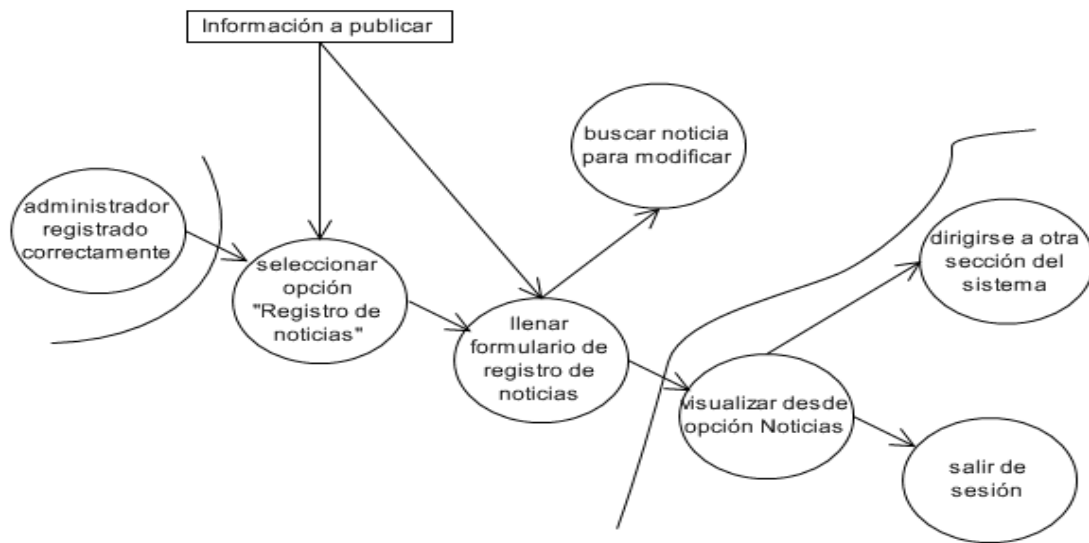 Información a publicar
buscar noticia
para modificar
administrador
registrado
correctamente
seleccionar
opción
"Registro de
noticias"
llenar
formulario de
registro de
noticias
visualizar desde
opción Noticias
dirigirse a otra
sección del
sistema
salir de
sesión